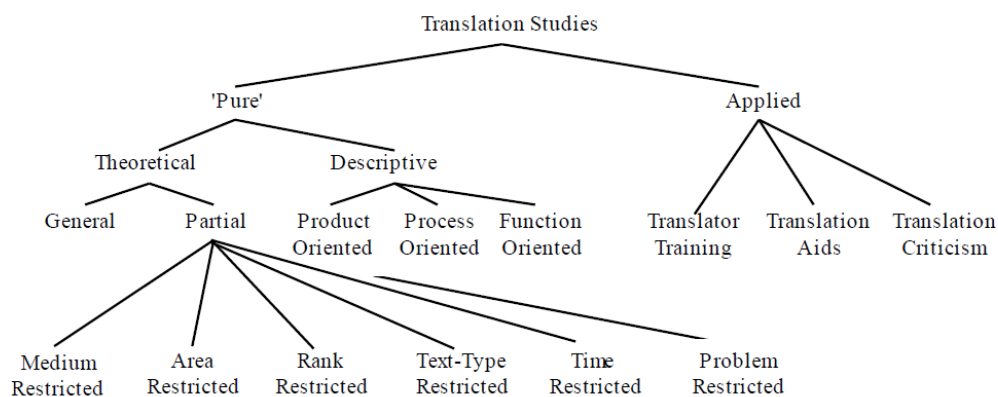 Translation Studies
'Pure'
Applied
Theoretical
Descriptive
General
Partial
Product
Oriented
Process
Oriented
Function
Oriented
Translator
Training
Translation
Aids
Translation
Criticism
Medium
Restricted
Area
Restricted
Rank
Restricted
Text-Type
Restricted
Time
Restricted
Problem
Restricted